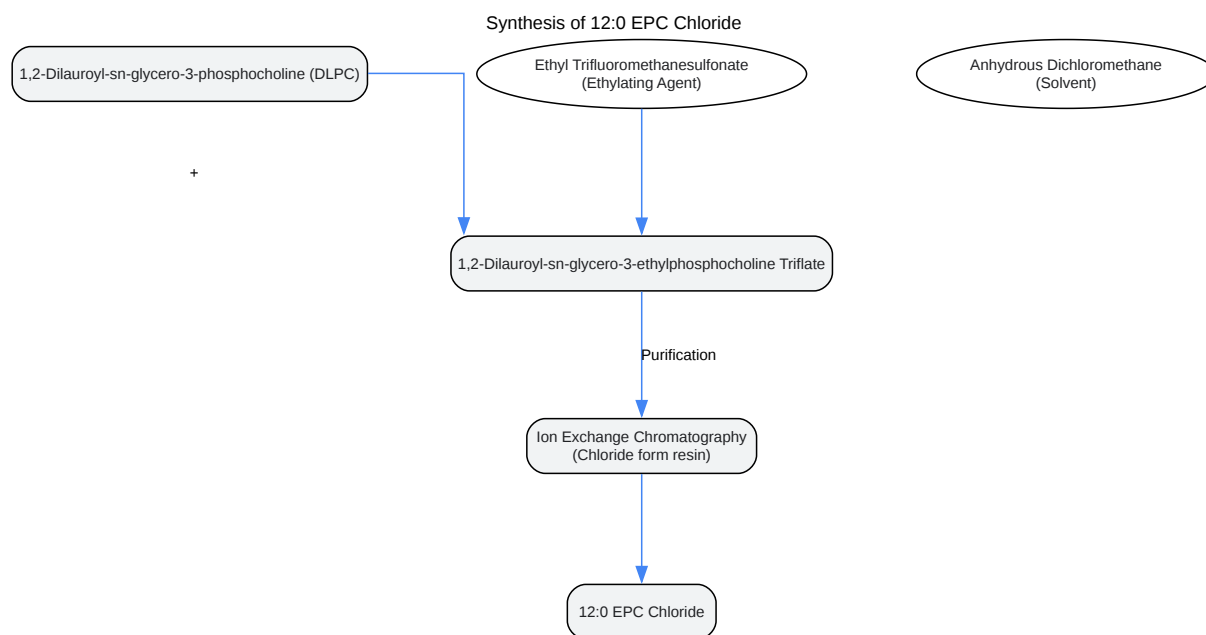 Synthesis of 12:0 EPC Chloride
1,2-Dilauroyl-sn-glycero-3-phosphocholine (DLPC)
Ethyl Trifluoromethanesulfonate
(Ethylating Agent)
Anhydrous Dichloromethane
(Solvent)
+
1,2-Dilauroyl-sn-glycero-3-ethylphosphocholine Triflate
Purification
Ion Exchange Chromatography
(Chloride form resin)
12:0 EPC Chloride